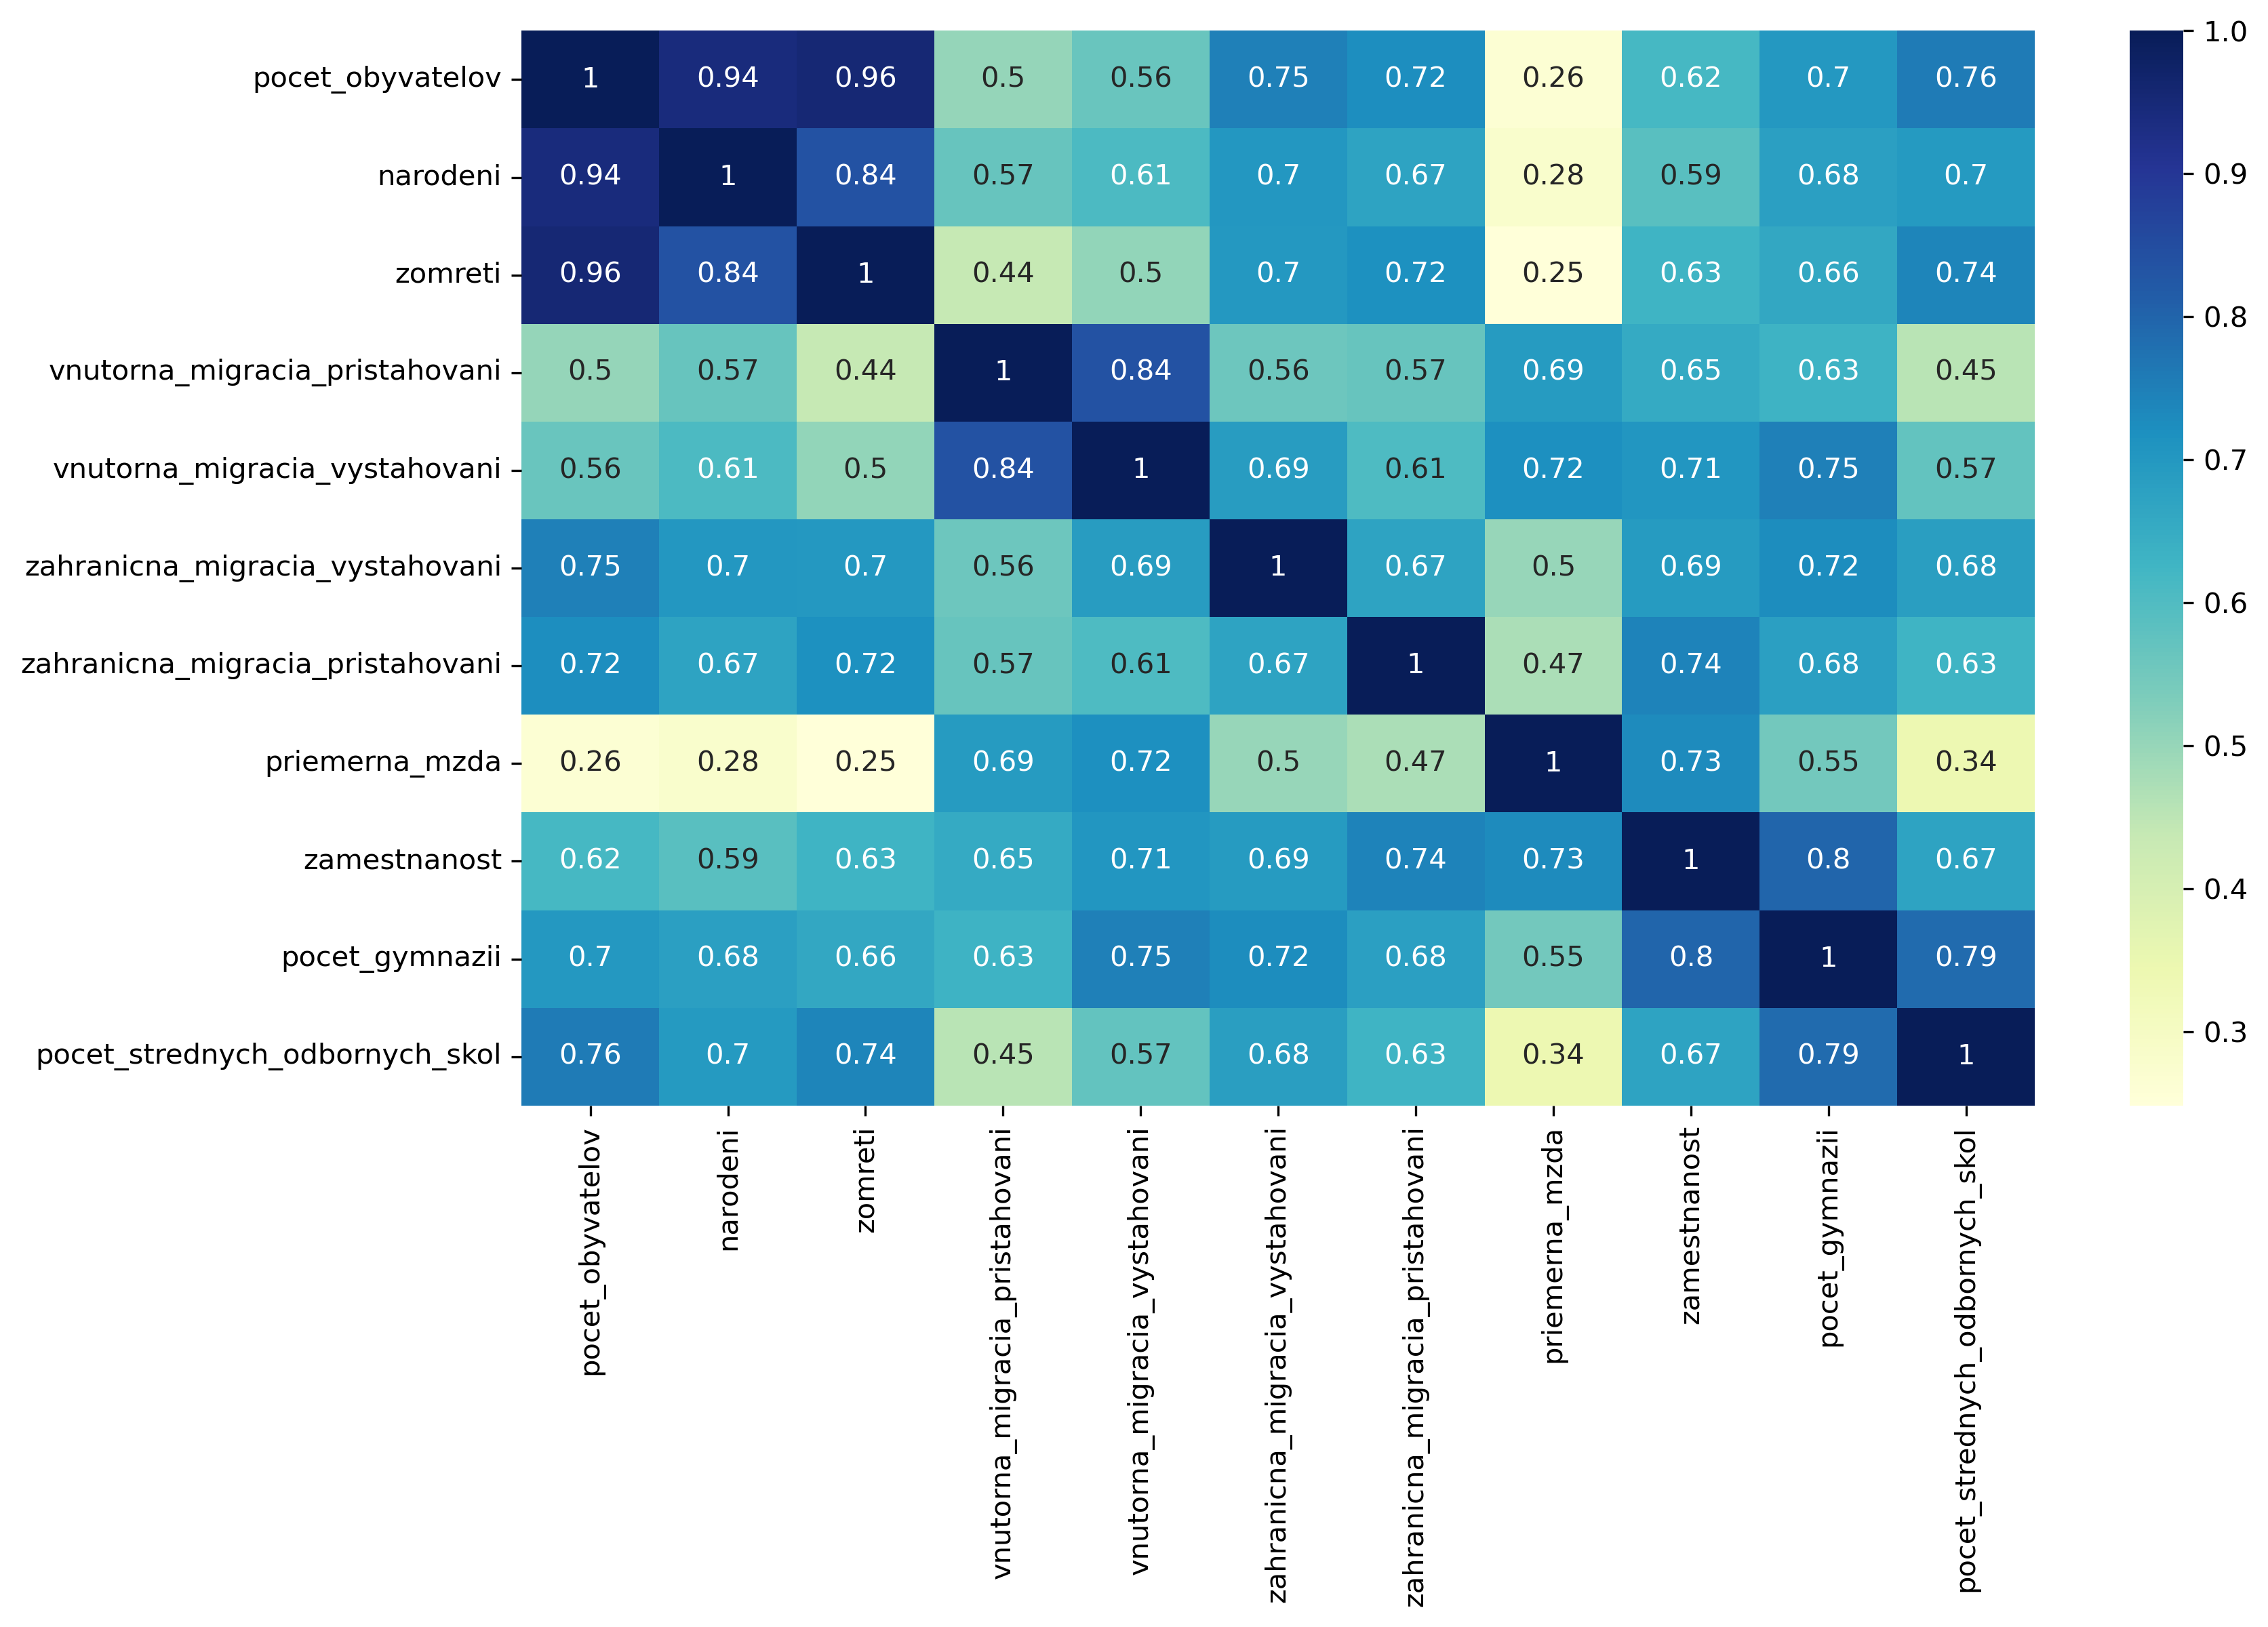 pocet_obyvatelov 1 0.94 0.96 0.5 0.56 0.75 0.72 0.26 0.62 0.7 0.76
narodeni 0.94 1 0.84 0.57 0.61 0.7 0.67 0.28 0.59 0.68 0.7
zomreti 0.96 0.84 1 0.44 0.5 0.7 0.72 0.25 0.63 0.66 0.74
vnutorna_migracia_pristahovani 0.5 0.57 0.44 1 0.84 0.56 0.57 0.69 0.65 0.63 0.45
vnutorna_migracia_vystahovani 0.56 0.61 0.5 0.84 1 0.69 0.61 0.72 0.71 0.75 0.57
zahranicna_migracia_vystahovani 0.75 0.7 0.7 0.56 0.69 1 0.67 0.5 0.69 0.72 0.68
zahranicna_migracia_pristahovani 0.72 0.67 0.72 0.57 0.61 0.67 1 0.47 0.74 0.68 0.63
priemerna_mzda 0.26 0.28 0.25 0.69 0.72 0.5 0.47 1 0.73 0.55 0.34
zamestnanost 0.62 0.59 0.63 0.65 0.71 0.69 0.74 0.73 1 0.8 0.67
pocet_gymnazii 0.7 0.68 0.66 0.63 0.75 0.72 0.68 0.55 0.8 1 0.79
pocet_strednych_odbornych_skol 0.76 0.7 0.74 0.45 0.57 0.68 0.63 0.34 0.67 0.79 1
pocet_obyvatelov
narodeni
zomreti
vnutorna_migracia_pristahovani
vnutorna_migracia_vystahovani
zahranicna_migracia_vystahovani
zahranicna_migracia_pristahovani
priemerna_mzda
zamestnanost
pocet_gymnazii
pocet_strednych_odbornych_skol
1.0
0.9
0.8
0.7
0.6
0.5
0.4
0.3